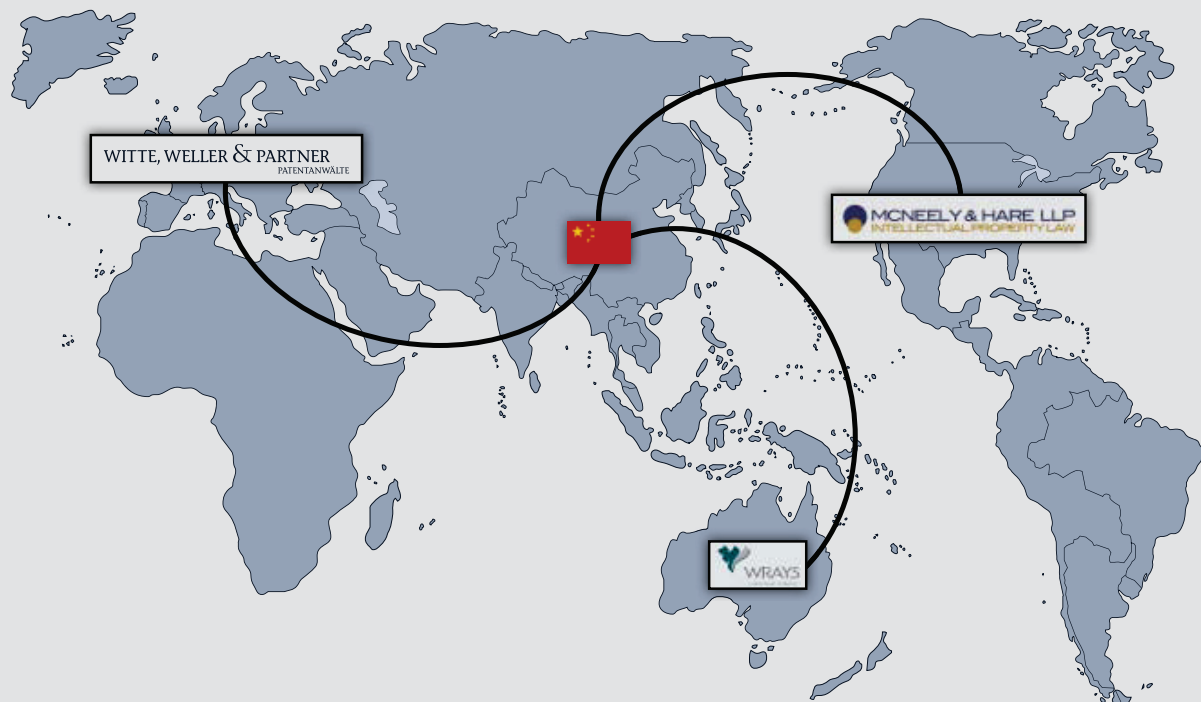 WITTE, WELLER & PARTNER
PATENTANWÄLTE
MCNEELY & HARE LLP
INTELLECTUAL PROPERTY LAW
WRAYS